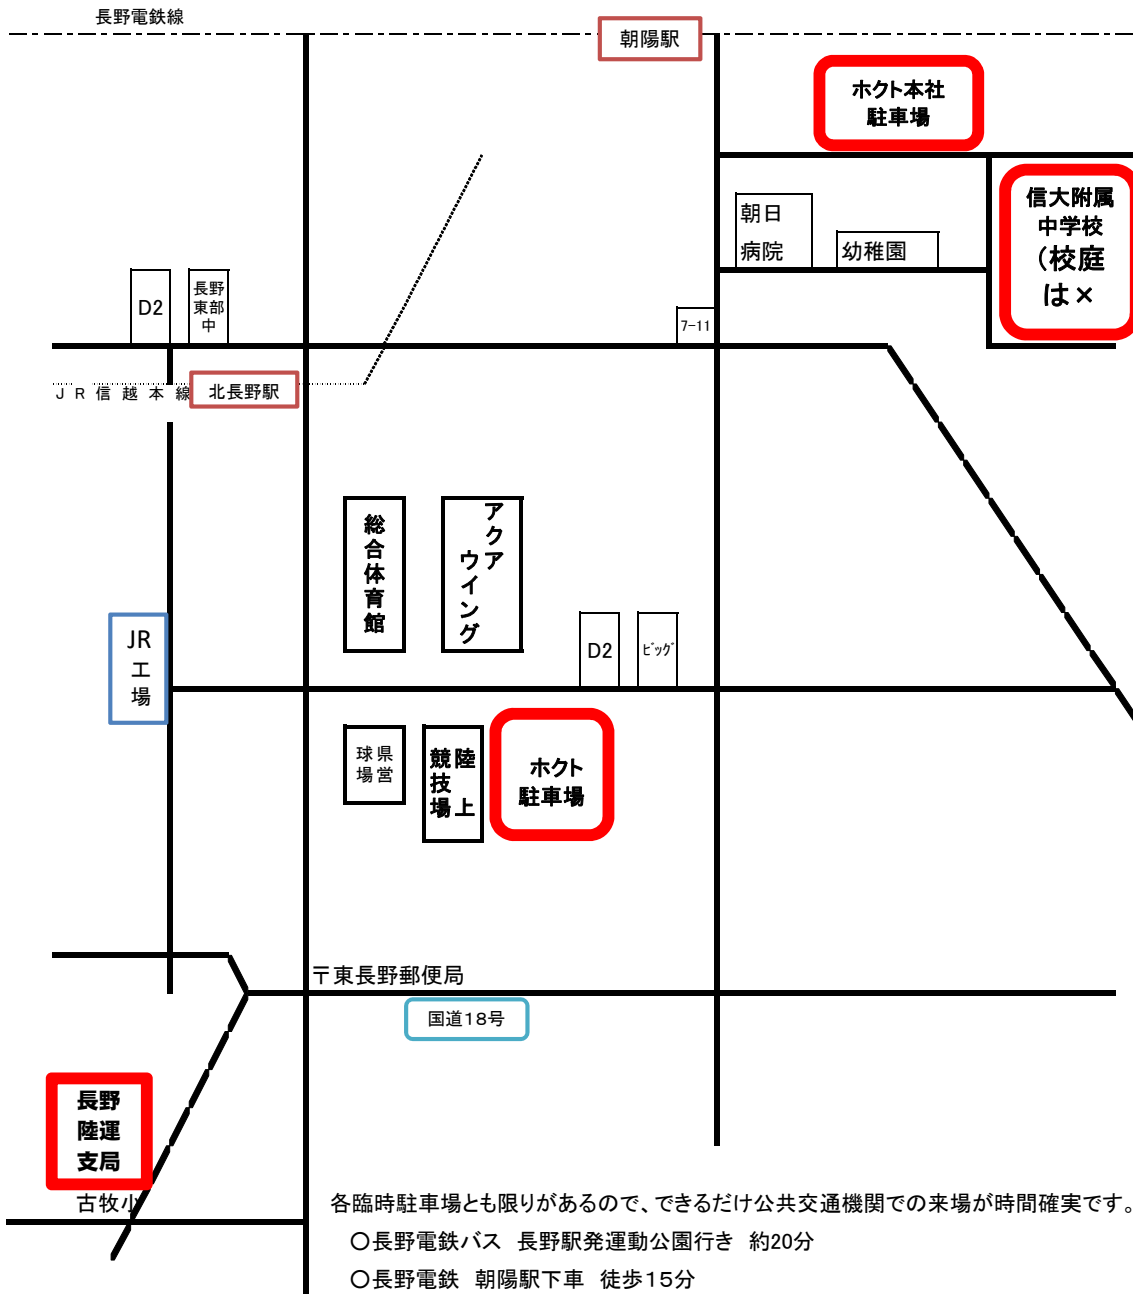 長野電鉄線
朝陽駅
ホクト本社
駐車場
信大附属
中学校
（校庭
は×
朝日
病院
幼稚園
D2
長野
東部
中
7-11
JR信越本線
北長野駅
総合体育館
アクア
ウイング
JR
工
場
D2
ﾋﾞｯｸﾞ
県営
球場
陸上
競技場
ホクト
駐車場
〒東長野郵便局
国道18号
長野
陸運
支局
古牧小
各臨時駐車場とも限りがあるので、できるだけ公共交通機関での来場が時間確実です。
○長野電鉄バス 長野駅発運動公園行き 約20分
○長野電鉄 朝陽駅下車 徒歩15分